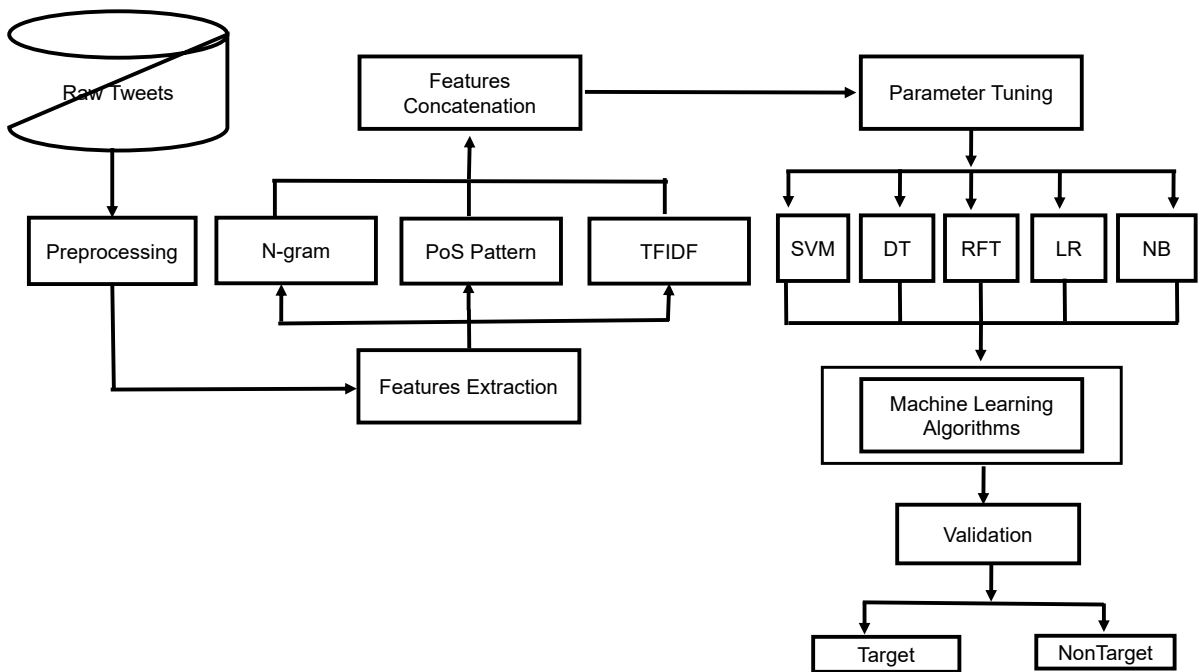 Raw Tweets
Features
Concatenation
Parameter Tuning
Preprocessing
N-gram
PoS Pattern
TFIDF
SVM
DT
RFT
LR
NB
Features Extraction
Machine Learning
Algorithms
Validation
Target
NonTarget